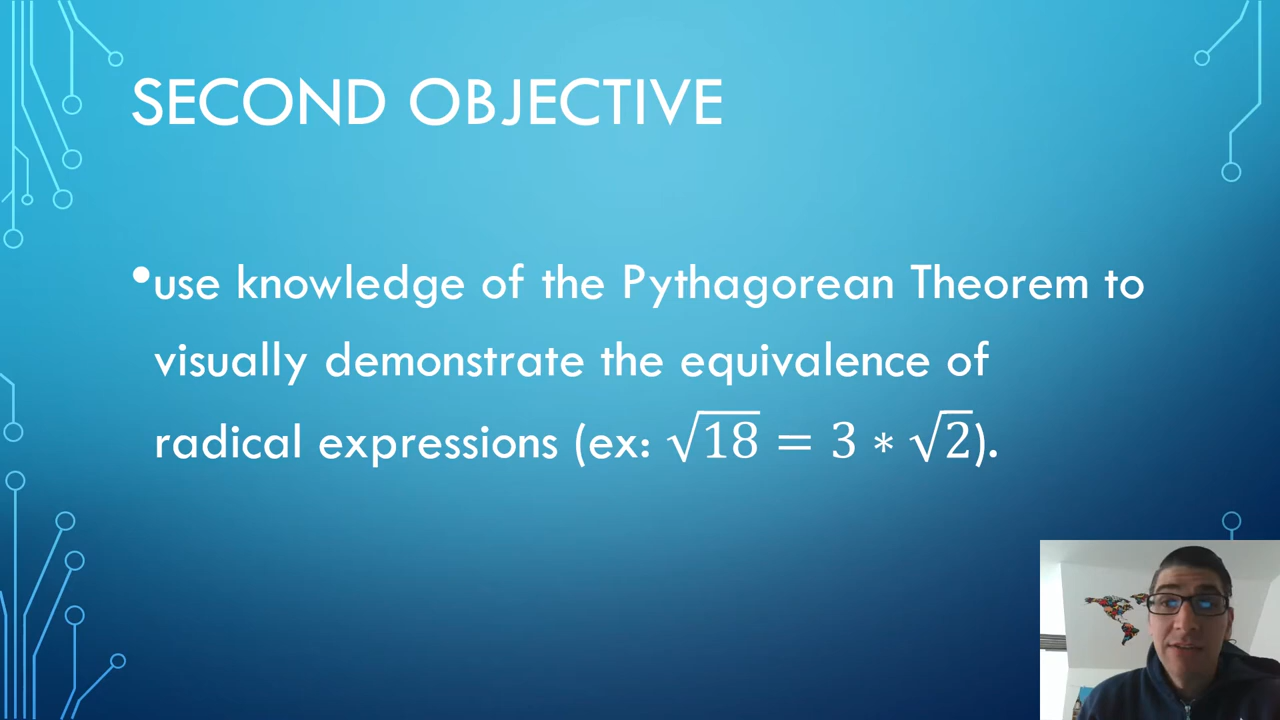 SECOND OBJECTIVE
•use knowledge of the Pythagorean Theorem to
visually demonstrate the equivalence of
radical expressions (ex: √18 = 3 ∗ √2).